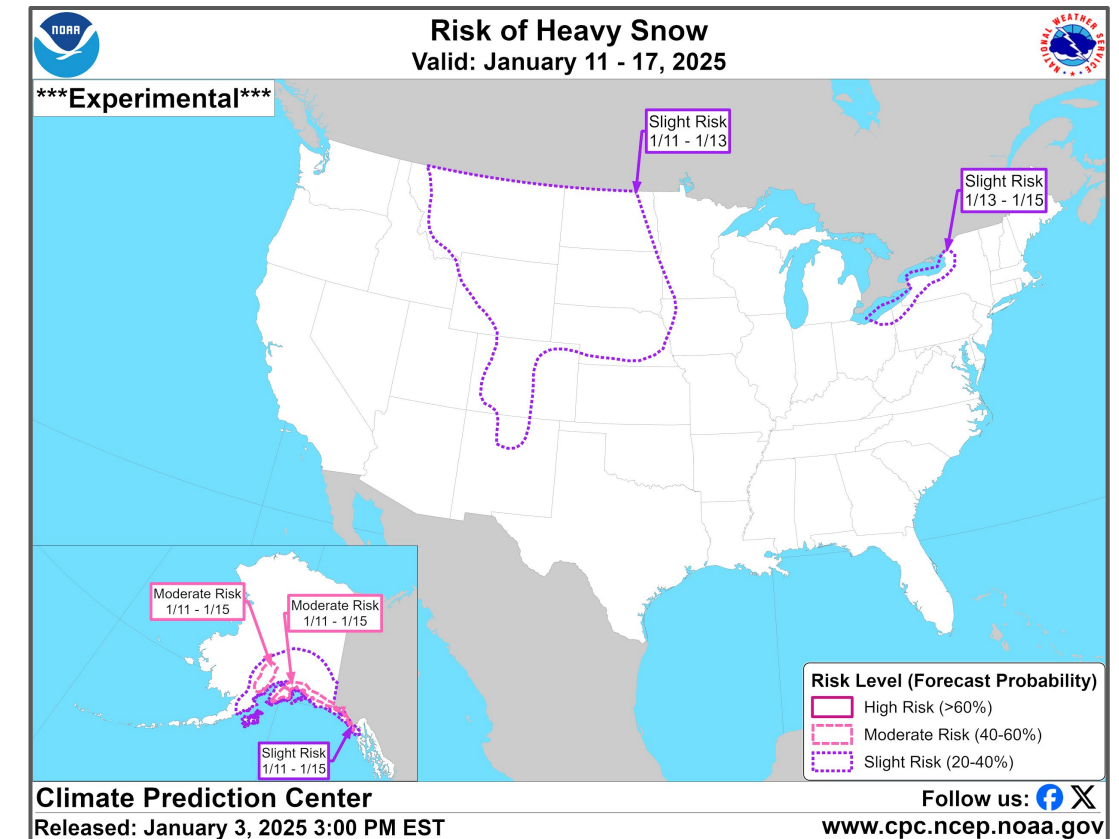 NOAA
Risk of Heavy Snow
Valid: January 11 - 17, 2025
NATIONAL WEATHER SERVICE
***Experimental***
Slight Risk
1/11 - 1/13
Slight Risk
1/13 - 1/15
Moderate Risk
1/11 - 1/15
Moderate Risk
1/11 - 1/15
Slight Risk
1/11 - 1/15
Risk Level (Forecast Probability)
High Risk (>60%)
Moderate Risk (40-60%)
Slight Risk (20-40%)
Climate Prediction Center
Follow us:
Released: January 3, 2025 3:00 PM EST
www.cpc.ncep.noaa.gov